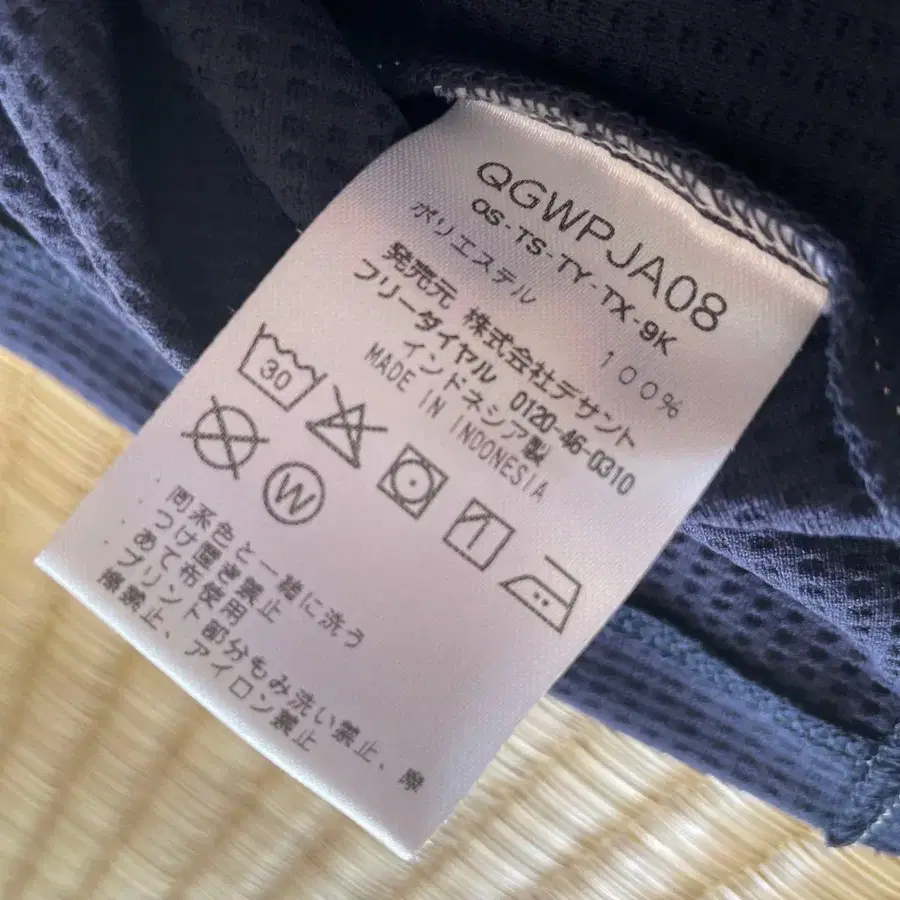 QGWPJA08
OS-TS-TY-TX-9K
ポリエステル 100%
発売元 株式会社デサント
フリーダイヤル 0120-46-0310
インドネシア製
MADE IN INDONESIA
30
W
同系色と一緒に洗う
つけ置き禁止
あて布使用
プリント部分もみ洗い禁止、摩
擦禁止、アイロン禁止